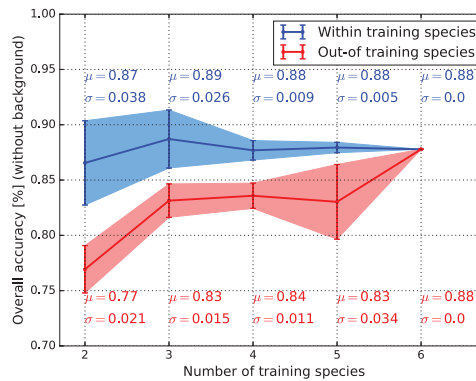 Overall accuracy [%] (without background)
1.00
0.95
0.90
0.85
0.80
0.75
0.70
Within training species
Out-of training species
μ=0.87 μ=0.89 μ=0.88 μ=0.88 μ=0.88
σ=0.038 σ=0.026 σ=0.009 σ=0.005 σ=0.0
μ=0.77 μ=0.83 μ=0.84 μ=0.83 μ=0.88
σ=0.021 σ=0.015 σ=0.011 σ=0.034 σ=0.0
2 3 4 5 6
Number of training species